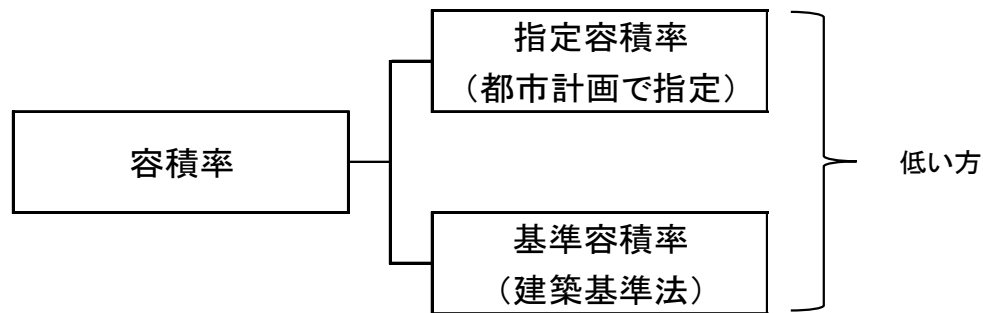 容積率
指定容積率
（都市計画で指定）
基準容積率
（建築基準法）
低い方